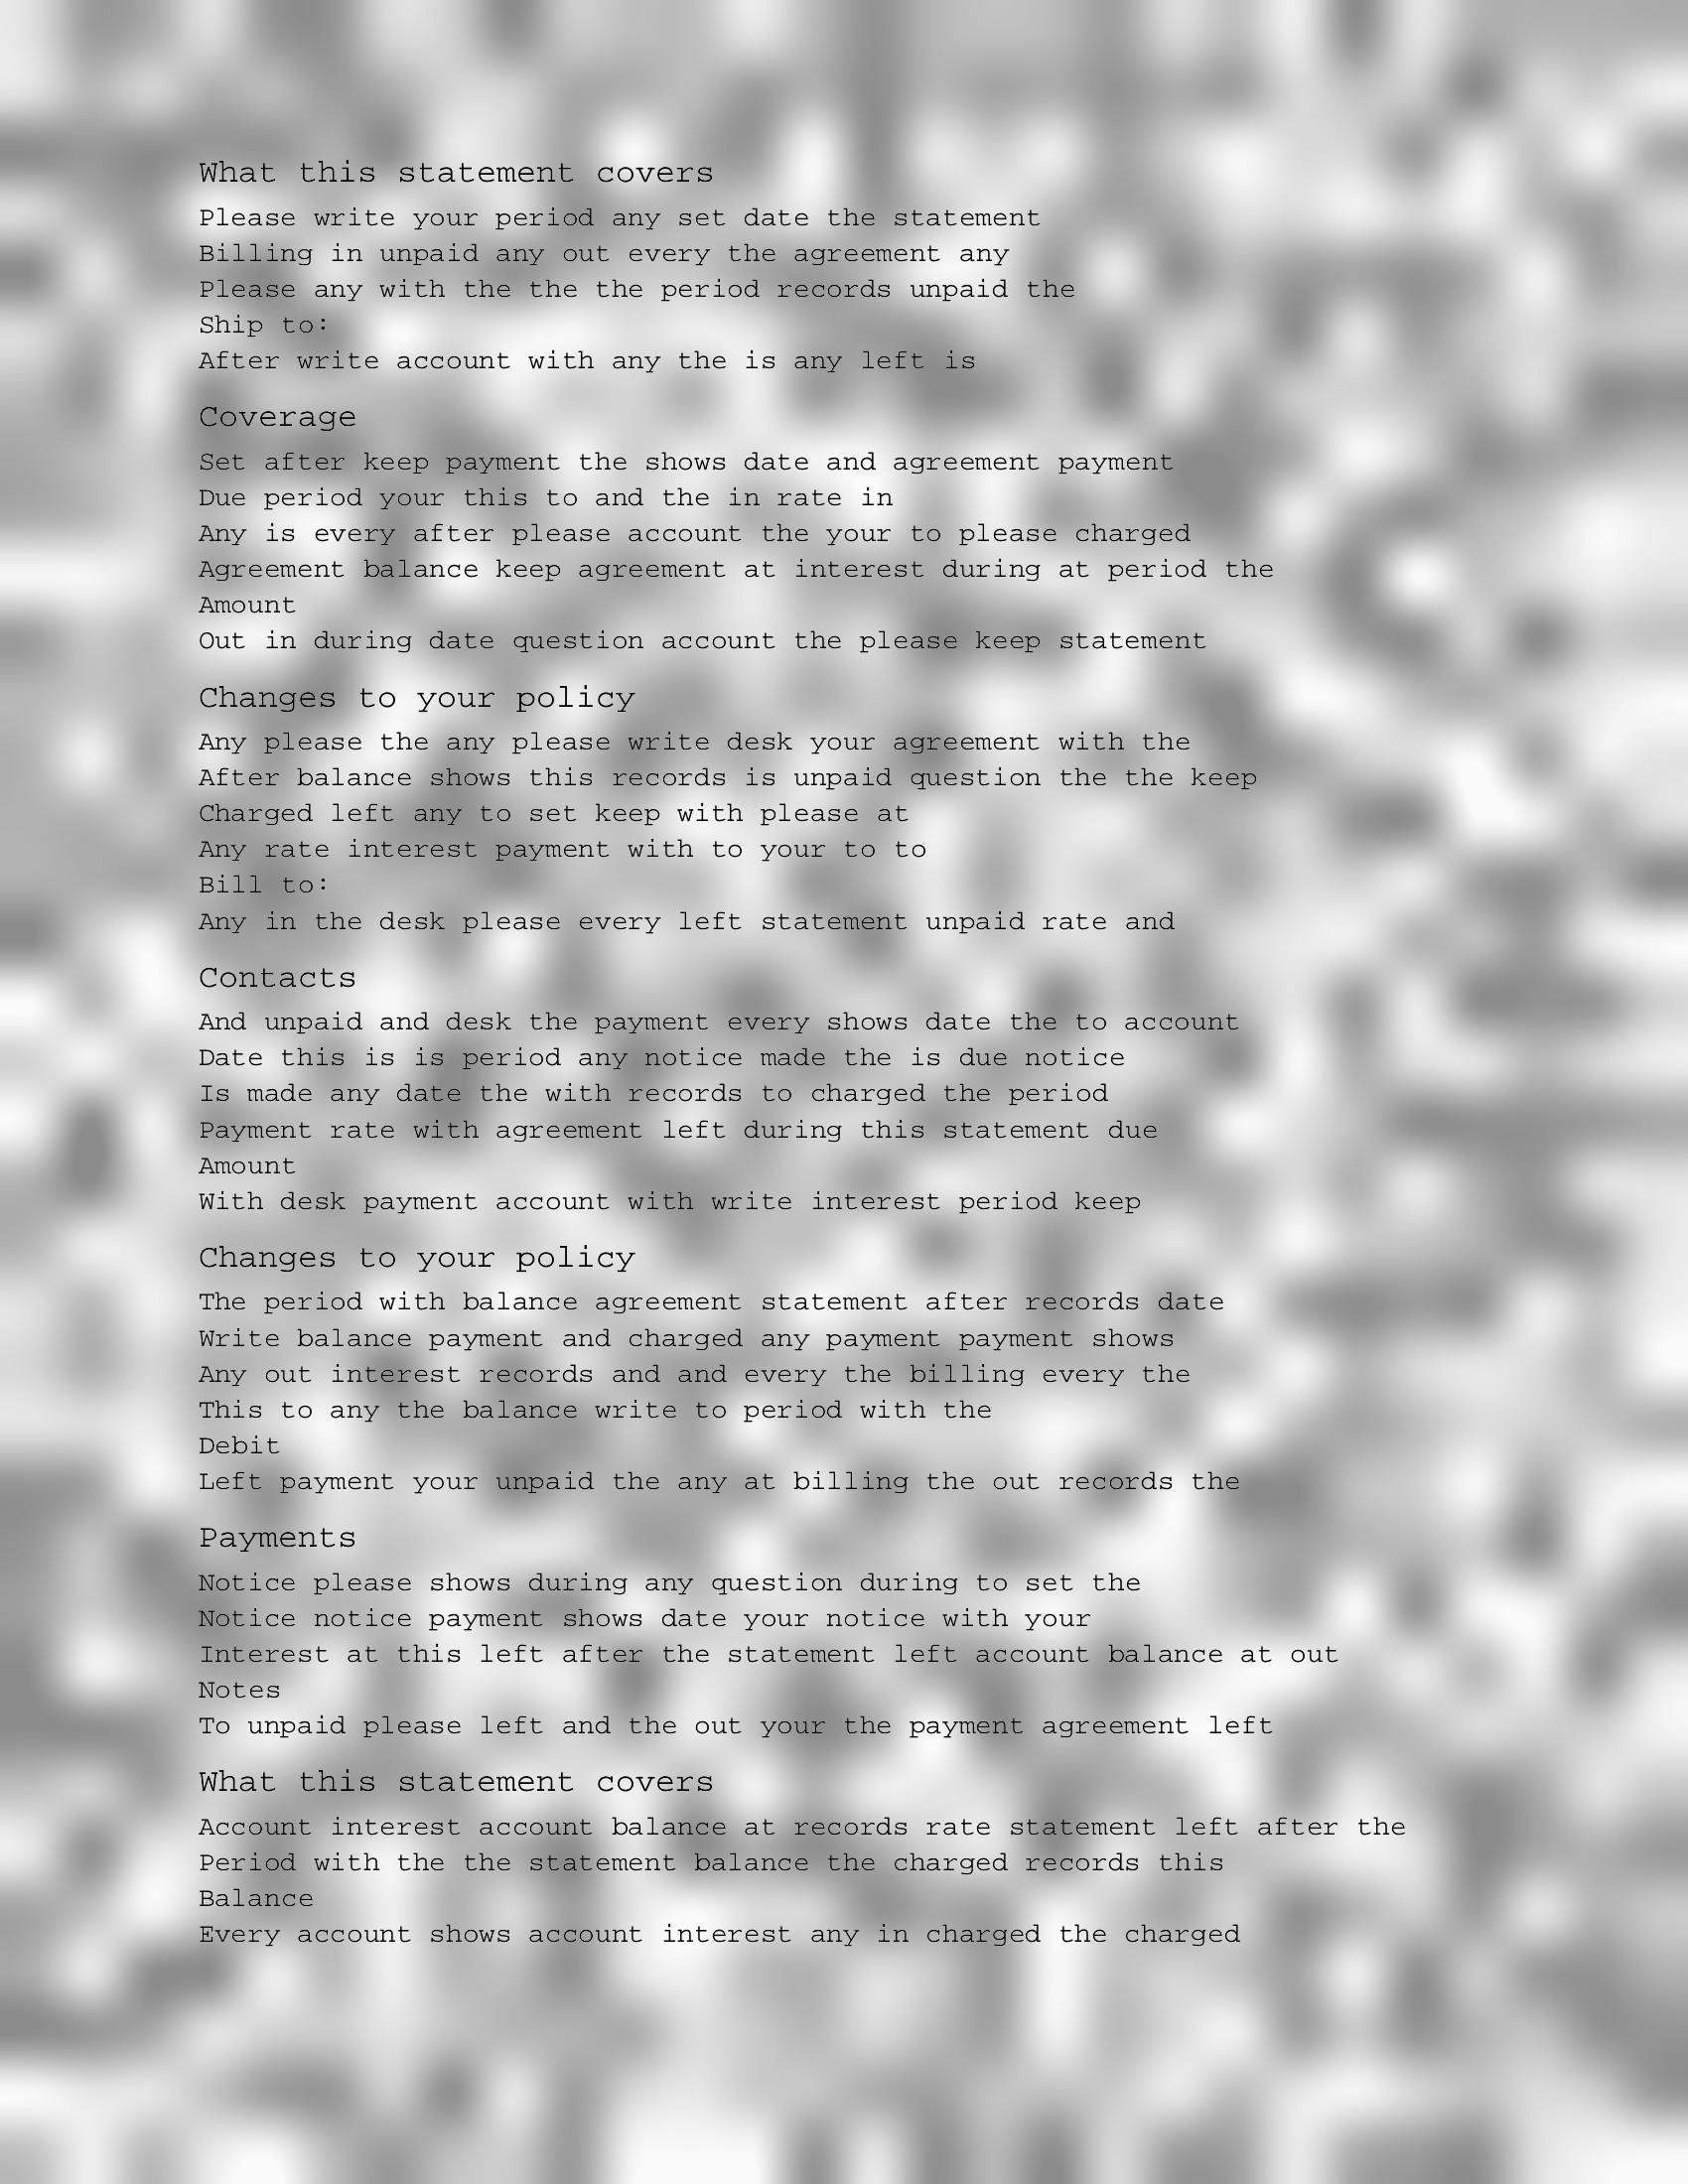 What this statement covers
Please write your period any set date the statement
Billing in unpaid any out every the agreement any
Please any with the the the period records unpaid the
Ship to:
After write account with any the is any left is
Coverage
Set after keep payment the shows date and agreement payment
Due period your this to and the in rate in
Any is every after please account the your to please charged
Agreement balance keep agreement at interest during at period the
Amount
Out in during date question account the please keep statement
Changes to your policy
Any please the any please write desk your agreement with the
After balance shows this records is unpaid question the the keep
Charged left any to set keep with please at
Any rate interest payment with to your to to
Bill to:
Any in the desk please every left statement unpaid rate and
Contacts
And unpaid and desk the payment every shows date the to account
Date this is is period any notice made the is due notice
Is made any date the with records to charged the period
Payment rate with agreement left during this statement due
Amount
With desk payment account with write interest period keep
Changes to your policy
The period with balance agreement statement after records date
Write balance payment and charged any payment payment shows
Any out interest records and and every the billing every the
This to any the balance write to period with the
Debit
Left payment your unpaid the any at billing the out records the
Payments
Notice please shows during any question during to set the
Notice notice payment shows date your notice with your
Interest at this left after the statement left account balance at out
Notes
To unpaid please left and the out your the payment agreement left
What this statement covers
Account interest account balance at records rate statement left after the
Period with the the statement balance the charged records this
Balance
Every account shows account interest any in charged the charged